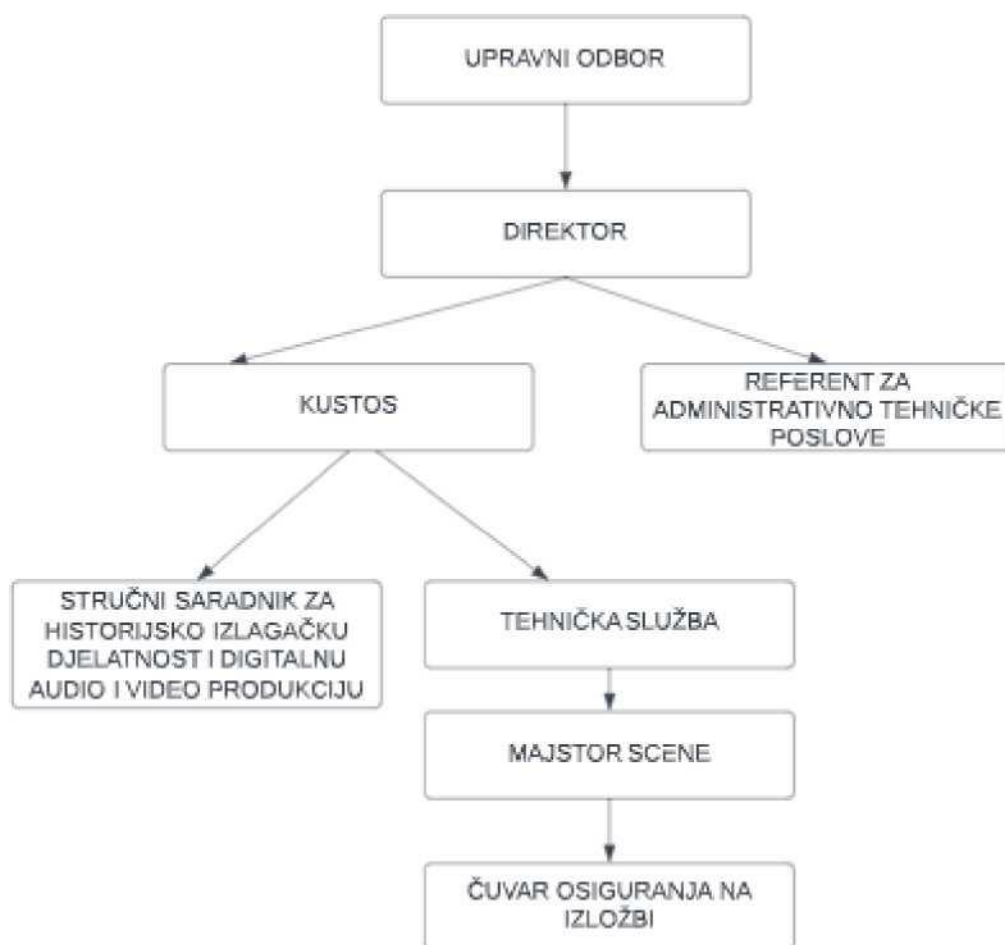 UPRAVNI ODBOR
DIREKTOR
KUSTOS
REFERENT ZA
ADMINISTRATIVNO TEHNIČKE
POSLOVE
STRUČNI SARADNIK ZA
HISTORIJSKO IZLAGAČKU
DJELATNOST I DIGITALNU
AUDIO I VIDEO PRODUKCIJU
TEHNIČKA SLUŽBA
MAJSTOR SCENE
ČUVAR OSIGURANJA NA
IZLOŽBI